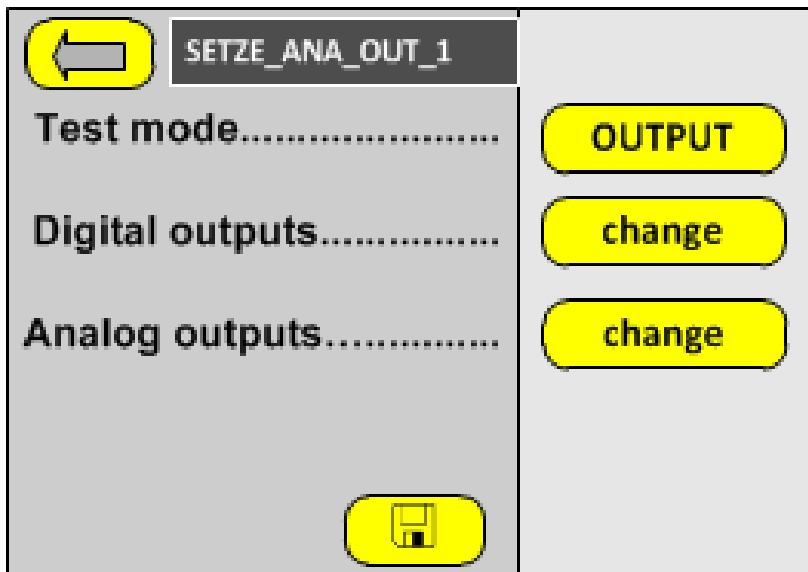 SETZE_ANA_OUT_1
Test mode....................... OUTPUT
Digital outputs................ change
Analog outputs................ change